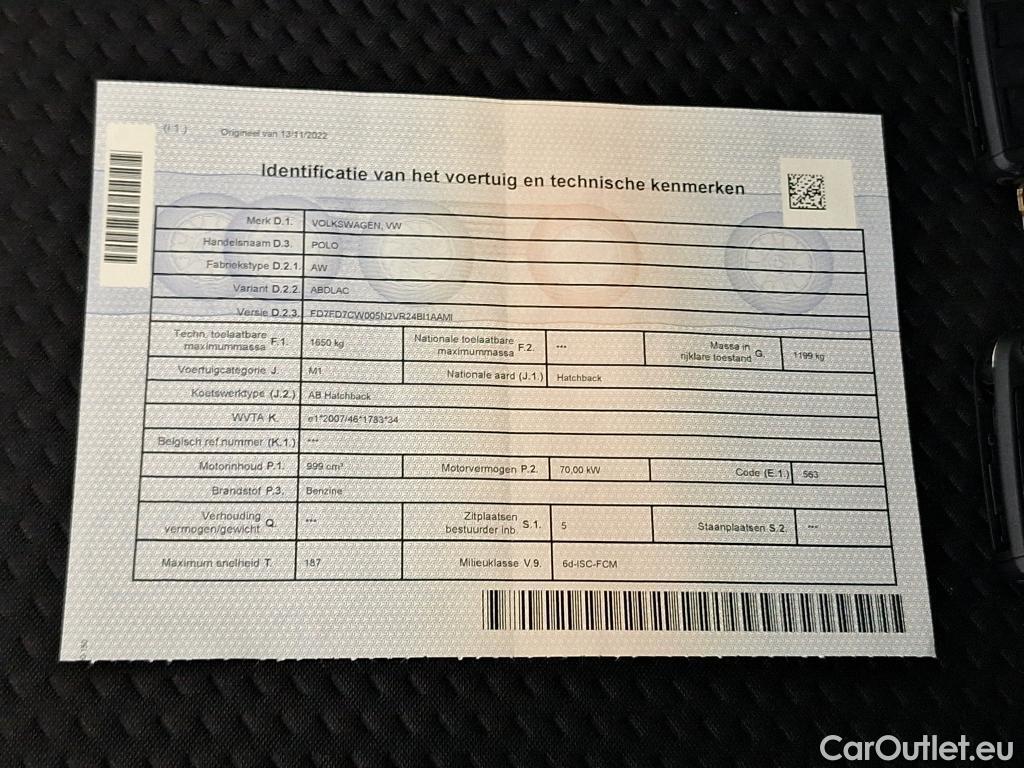 (I 1.) Origineel van 13/11/2022
Identificatie van het voertuig en technische kenmerken
Merk D.1. VOLKSWAGEN, VW
Handelsnaam D.3. POLO
Fabriekstype D.2.1. AW
Variant D.2.2. ABDLAC
Versie D.2.3. FD7FD7CW005N2VR24BI1AAMI
Techn. toelaatbare maximummassa F.1. 1650 kg Nationale toelaatbare maximummassa F.2. *** Massa in rijklare toestand G. 1199 kg
Voertuigcategorie J. M1 Nationale aard (J.1.) Hatchback
Koetswerktype (J.2.) AB Hatchback
WVTA K. e1*2007/46*1783*34
Belgisch ref.nummer (K.1.) ***
Motorinhoud P.1. 999 cm³ Motorvermogen P.2. 70,00 kW Code (E.1.) 563
Brandstof P.3. Benzine
Verhouding vermogen/gewicht Q. *** Zitplaatsen bestuurder inb. S.1. 5 Staanplaatsen S.2. ***
Maximum snelheid T. 187 Milieuklasse V.9. 6d-ISC-FCM
CarOutlet.eu